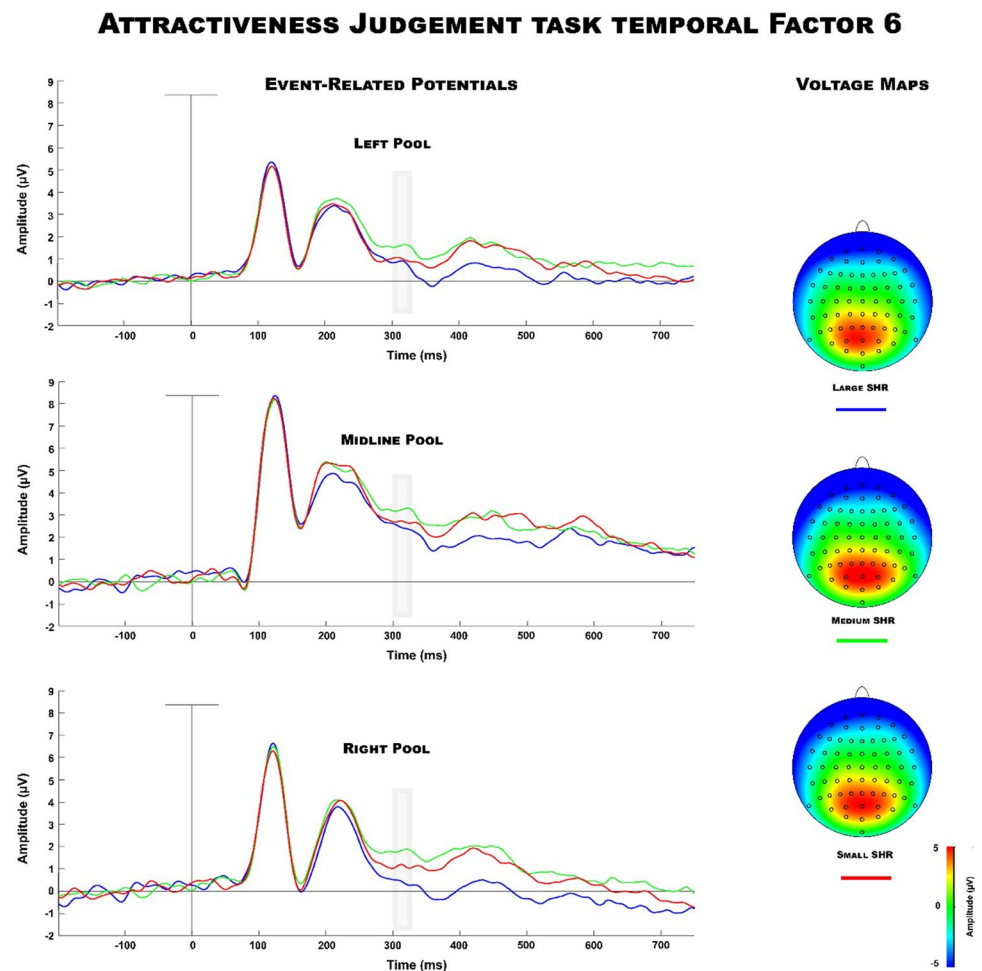 Attractiveness Judgement task temporal Factor 6
Event-Related Potentials
Voltage Maps
Left Pool
Amplitude (µV)
9
8
7
6
5
4
3
2
1
0
-1
-2
-100 0 100 200 300 400 500 600 700
Time (ms)
Midline Pool
Amplitude (µV)
9
8
7
6
5
4
3
2
1
0
-1
-2
-100 0 100 200 300 400 500 600 700
Time (ms)
Right Pool
Amplitude (µV)
9
8
7
6
5
4
3
2
1
0
-1
-2
-100 0 100 200 300 400 500 600 700
Time (ms)
Large SHR
Medium SHR
Small SHR
5
0
-5
Amplitude (µV)